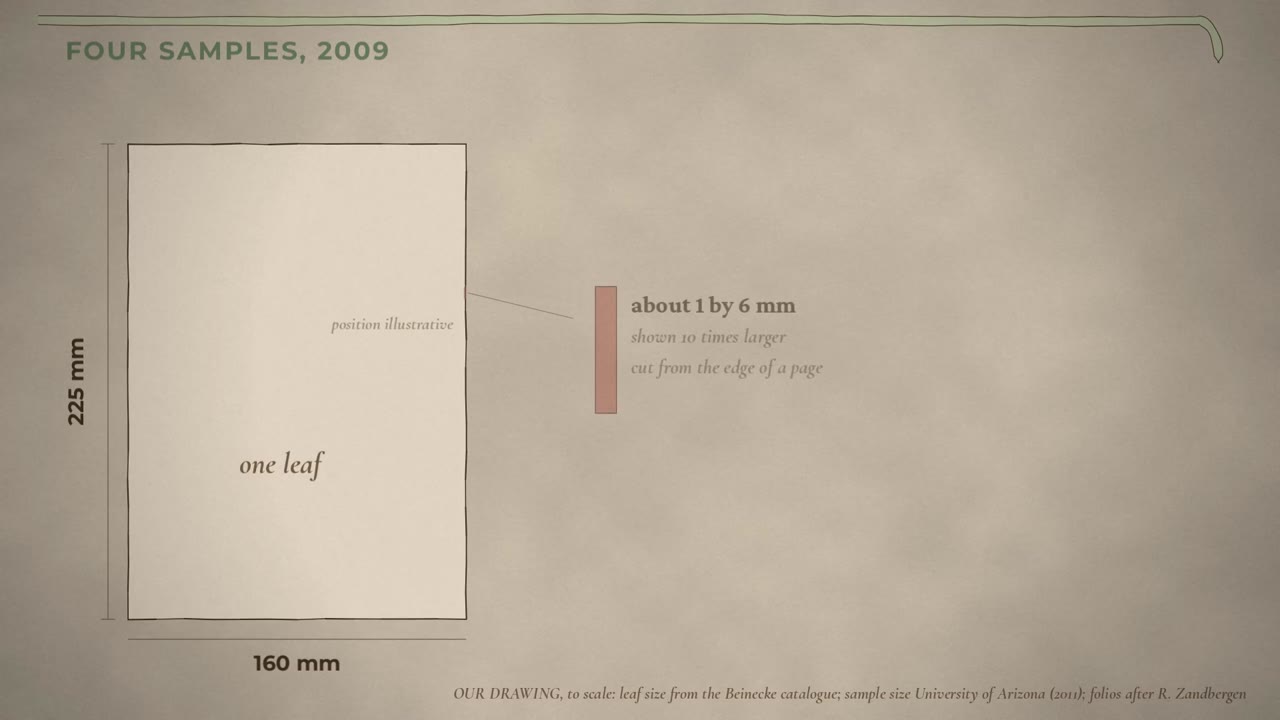 FOUR SAMPLES, 2009
position illustrative
about 1 by 6 mm
shown 10 times larger
cut from the edge of a page
225 mm
one leaf
160 mm
OUR DRAWING, to scale: leaf size from the Beinecke catalogue; sample size University of Arizona (2011); folios after R. Zandbergen